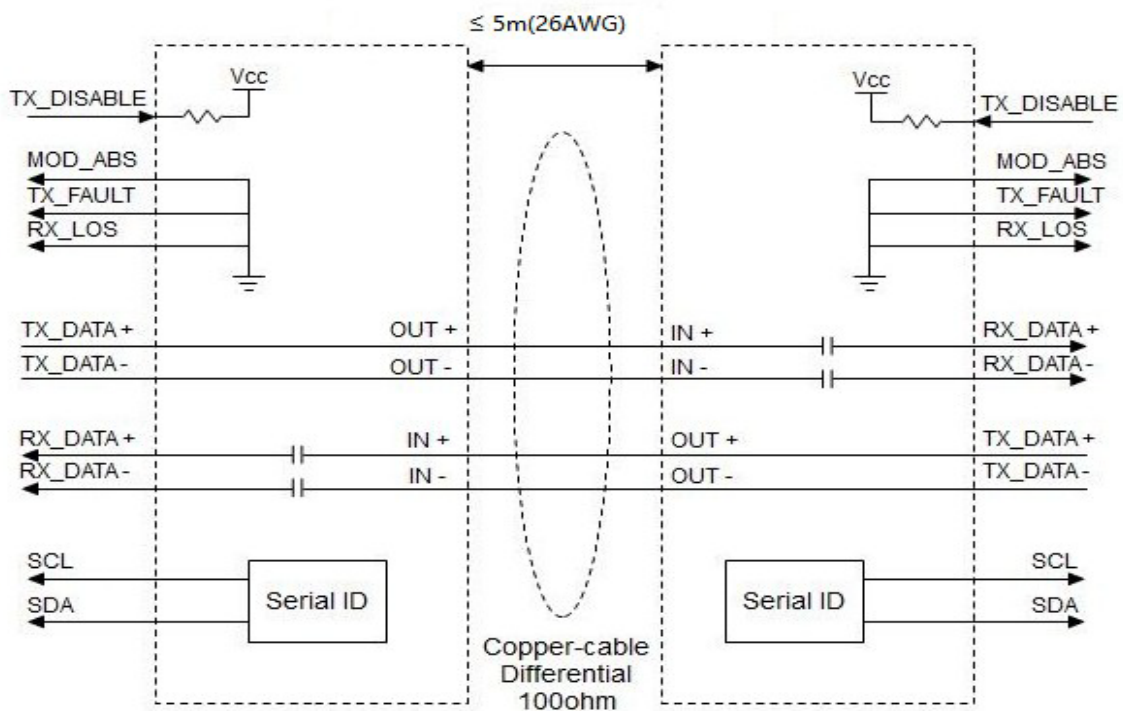 ≤ 5m(26AWG)
Vcc
Vcc
TX_DISABLE
TX_DISABLE
MOD_ABS
MOD_ABS
TX_FAULT
TX_FAULT
RX_LOS
RX_LOS
TX_DATA+ OUT + IN + RX_DATA+
TX_DATA- OUT - IN - RX_DATA-
RX_DATA+ IN + OUT + TX_DATA+
RX_DATA- IN - OUT - TX_DATA-
SCL
SCL
Serial ID
Serial ID
SDA
SDA
Copper-cable
Differential
100ohm